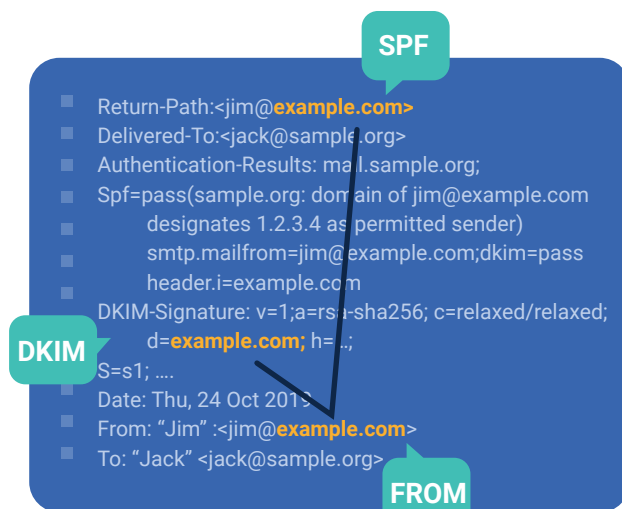 SPF
Return-Path:<jim@example.com>
Delivered-To:<jack@sample.org>
Authentication-Results: mail.sample.org;
Spf=pass(sample.org: domain of jim@example.com
designates 1.2.3.4 as permitted sender)
smtp.mailfrom=jim@example.com;dkim=pass
header.i=example.com
DKIM-Signature: v=1;a=rsa-sha256; c=relaxed/relaxed;
d=example.com; h=…;
DKIM
S=s1; ....
Date: Thu, 24 Oct 2019
From: “Jim” :<jim@example.com>
To: “Jack” <jack@sample.org>
FROM